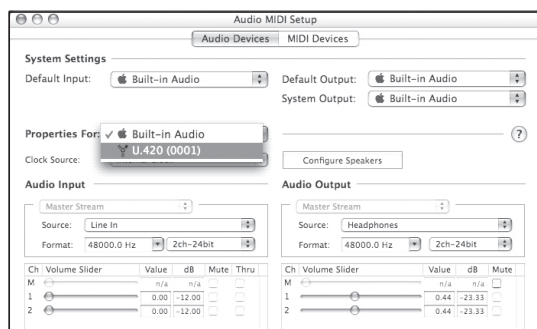 Audio MIDI Setup
Audio Devices MIDI Devices
System Settings
Default Input: Built-in Audio Default Output: Built-in Audio
System Output: Built-in Audio
Properties For: ✓ Built-in Audio
U.420 (0001)
Clock Source: Configure Speakers
Audio Input Audio Output
Master Stream Master Stream
Source: Line In Source: Headphones
Format: 48000.0 Hz 2ch-24bit Format: 48000.0 Hz 2ch-24bit
Ch Volume Slider Value dB Mute Thru Ch Volume Slider Value dB Mute
M n/a n/a M n/a n/a
1 0.00 -12.00 1 0.44 -23.33
2 0.00 -12.00 2 0.44 -23.33